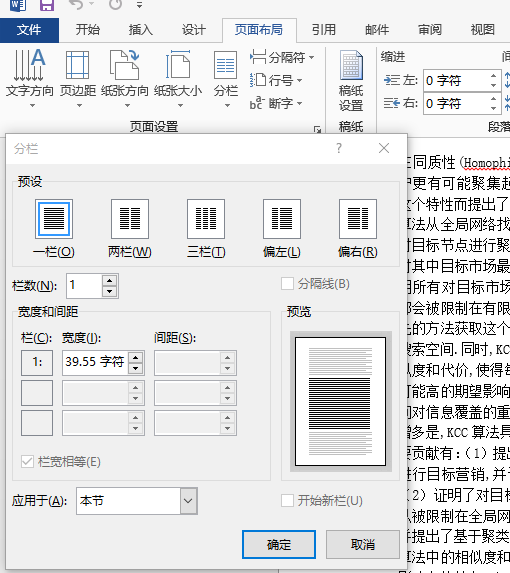 文件 开始 插入 设计 页面布局 引用 邮件 审阅 视图
文字方向 页边距 纸张方向 纸张大小 分栏 分隔符 行号 断字 稿纸设置 缩进
左: 0 字符
右: 0 字符
页面设置 稿纸 段落
分栏 ?
预设
一栏(O) 两栏(W) 三栏(T) 偏左(L) 偏右(R)
栏数(N): 1 分隔线(B)
宽度和间距 预览
栏(C): 宽度(I): 间距(S):
1: 39.55 字符
栏宽相等(E)
应用于(A): 本节 开始新栏(U)
确定 取消
同质性(Homophi
更有可能聚集起
这个特性而提出了
算法从全局网络找
对目标节点进行聚
对其中目标市场最
用所有对目标市场
都会被限制在有限
的方法获取这个
搜索空间.同时,KC
似度和代价,使得每
可能高的期望影响
对信息覆盖的重
增多是,KCC 算法具
要贡献有:(1)提出
进行目标营销,并于
(2)证明了对目标
被限制在全局网
并提出了基于聚类
算法中的相似度和